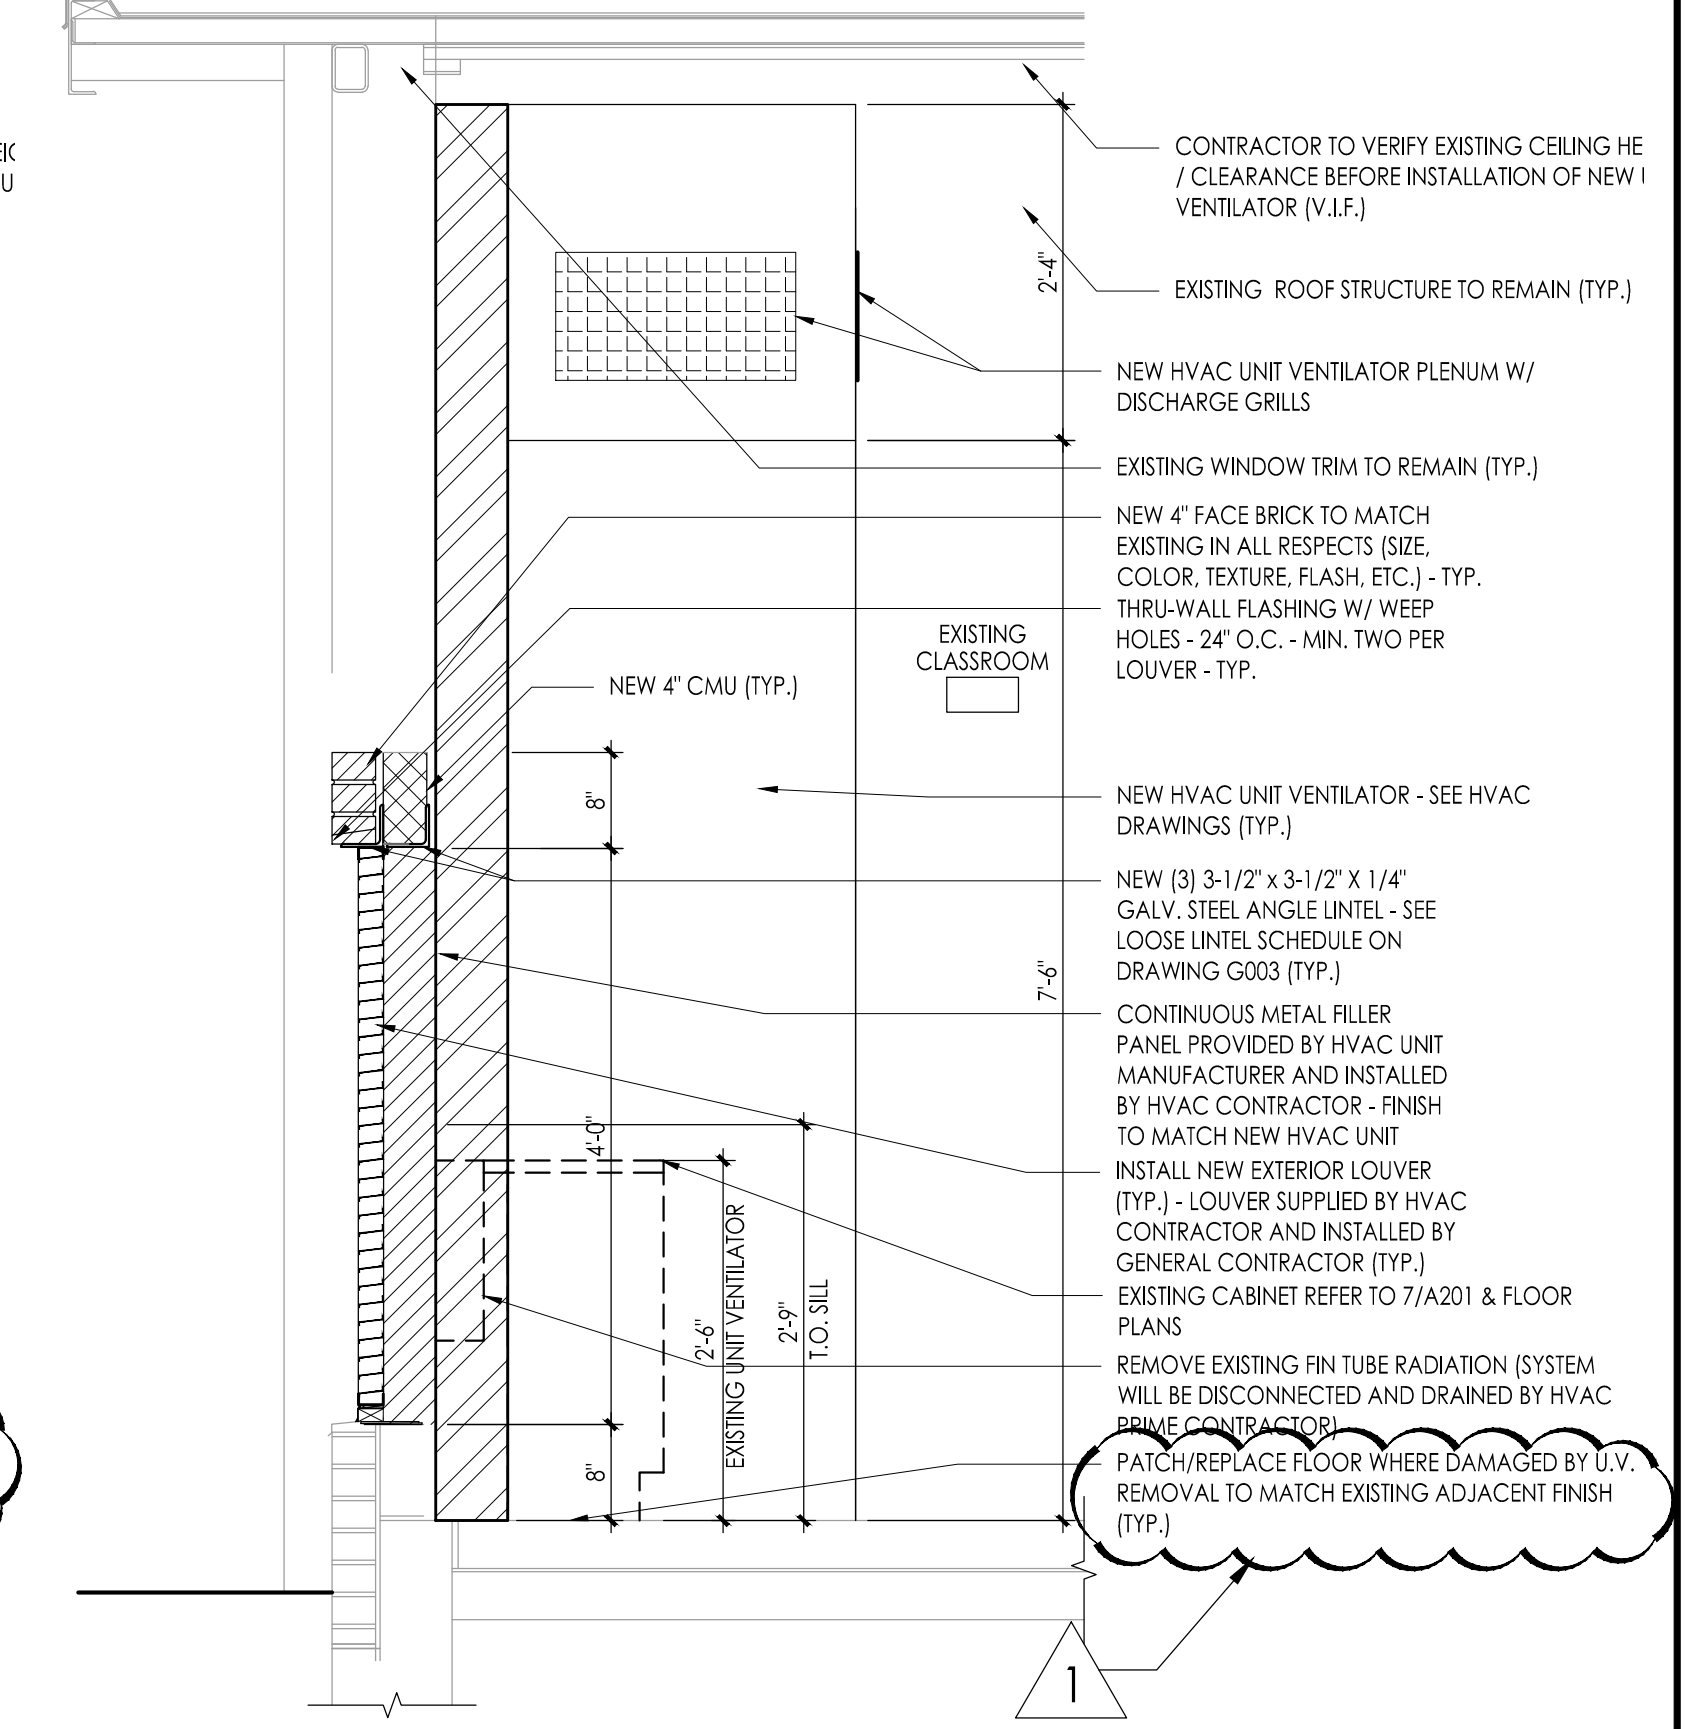 CONTRACTOR TO VERIFY EXISTING CEILING HE
/ CLEARANCE BEFORE INSTALLATION OF NEW
VENTILATOR (V.I.F.)
2'-4"
EXISTING ROOF STRUCTURE TO REMAIN (TYP.)
NEW HVAC UNIT VENTILATOR PLENUM W/
DISCHARGE GRILLS
EXISTING WINDOW TRIM TO REMAIN (TYP.)
NEW 4" FACE BRICK TO MATCH
EXISTING IN ALL RESPECTS (SIZE,
COLOR, TEXTURE, FLASH, ETC.) - TYP.
THRU-WALL FLASHING W/ WEEP
HOLES - 24" O.C. - MIN. TWO PER
LOUVER - TYP.
EXISTING
CLASSROOM
NEW 4" CMU (TYP.)
8"
NEW HVAC UNIT VENTILATOR - SEE HVAC
DRAWINGS (TYP.)
NEW (3) 3-1/2" x 3-1/2" X 1/4"
GALV. STEEL ANGLE LINTEL - SEE
LOOSE LINTEL SCHEDULE ON
DRAWING G003 (TYP.)
7'-6"
CONTINUOUS METAL FILLER
PANEL PROVIDED BY HVAC UNIT
MANUFACTURER AND INSTALLED
BY HVAC CONTRACTOR - FINISH
TO MATCH NEW HVAC UNIT
4'-0"
INSTALL NEW EXTERIOR LOUVER
(TYP.) - LOUVER SUPPLIED BY HVAC
CONTRACTOR AND INSTALLED BY
GENERAL CONTRACTOR (TYP.)
EXISTING CABINET REFER TO 7/A201 & FLOOR
PLANS
2'-6"
EXISTING UNIT VENTILATOR
2'-9"
T.O. SILL
REMOVE EXISTING FIN TUBE RADIATION (SYSTEM
WILL BE DISCONNECTED AND DRAINED BY HVAC
PRIME CONTRACTOR)
8"
PATCH/REPLACE FLOOR WHERE DAMAGED BY U.V.
REMOVAL TO MATCH EXISTING ADJACENT FINISH
(TYP.)
1